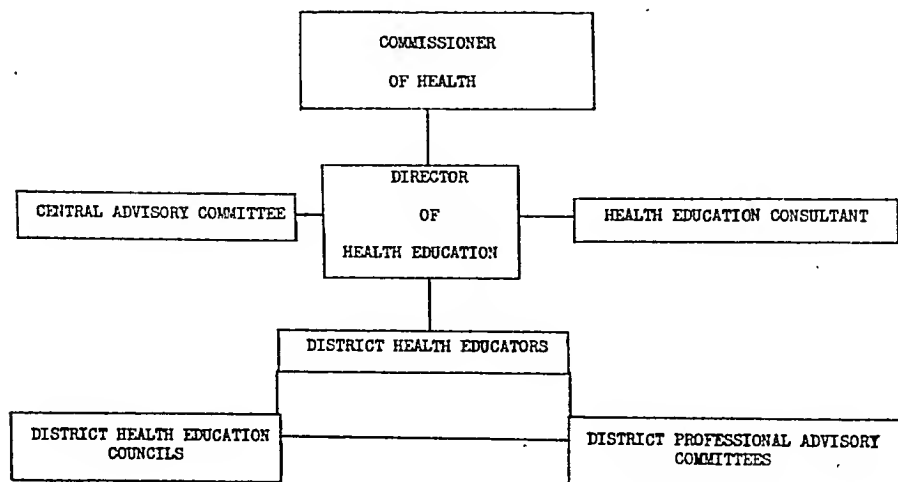 COMMISSIONER
OF HEALTH
DIRECTOR
OF
HEALTH EDUCATION
CENTRAL ADVISORY COMMITTEE
HEALTH EDUCATION CONSULTANT
DISTRICT HEALTH EDUCATORS
DISTRICT HEALTH EDUCATION
COUNCILS
DISTRICT PROFESSIONAL ADVISORY
COMMITTEES